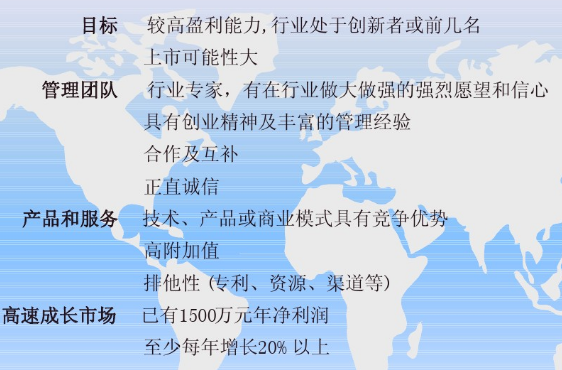 目标 较高盈利能力,行业处于创新者或前几名
上市可能性大
管理团队 行业专家，有在行业做大做强的强烈愿望和信心
具有创业精神及丰富的管理经验
合作及互补
正直诚信
产品和服务 技术、产品或商业模式具有竞争优势
高附加值
排他性 (专利、资源、渠道等)
高速成长市场 已有1500万元年净利润
至少每年增长20% 以上